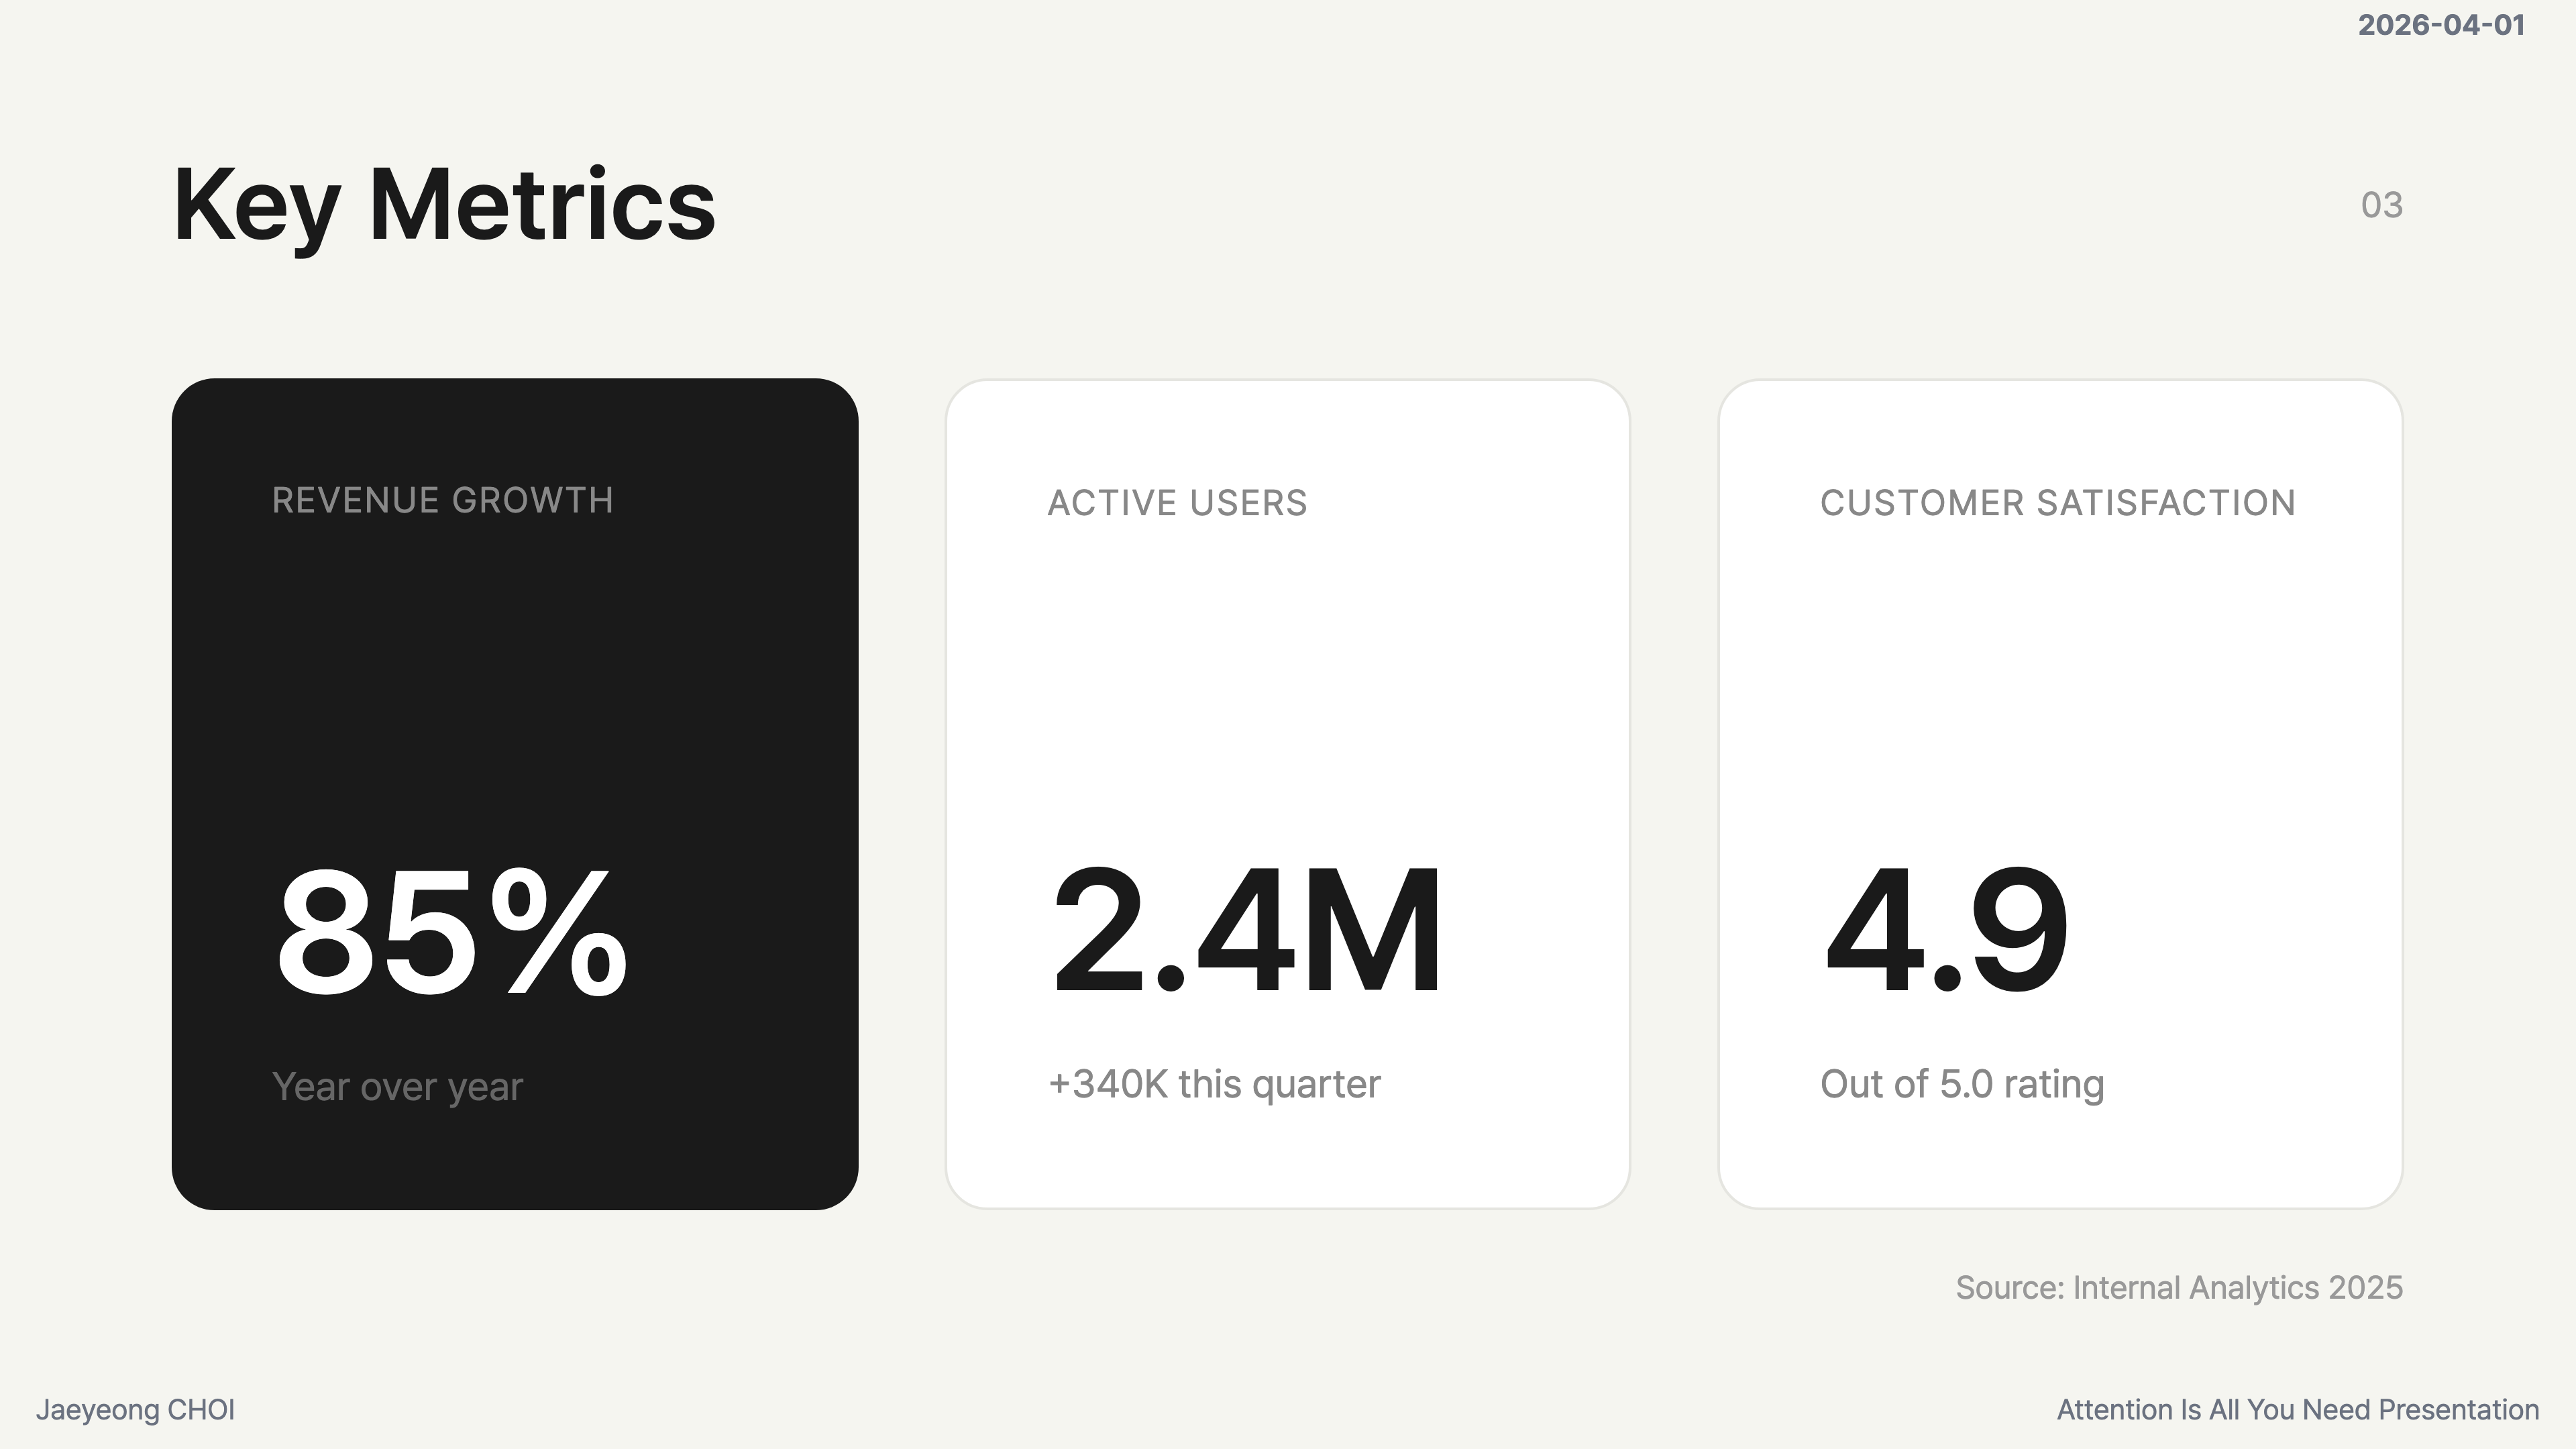 2026-04-01
Key Metrics
03
REVENUE GROWTH
85%
Year over year
ACTIVE USERS
2.4M
+340K this quarter
CUSTOMER SATISFACTION
4.9
Out of 5.0 rating
Source: Internal Analytics 2025
Jaeyeong CHOI
Attention Is All You Need Presentation